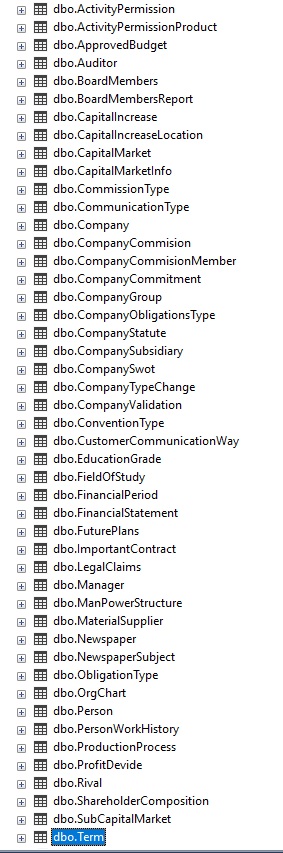 dbo.ActivityPermission
dbo.ActivityPermissionProduct
dbo.ApprovedBudget
dbo.Auditor
dbo.BoardMembers
dbo.BoardMembersReport
dbo.CapitalIncrease
dbo.CapitalIncreaseLocation
dbo.CapitalMarket
dbo.CapitalMarketInfo
dbo.CommissionType
dbo.CommunicationType
dbo.Company
dbo.CompanyCommision
dbo.CompanyCommisionMember
dbo.CompanyCommitment
dbo.CompanyGroup
dbo.CompanyObligationsType
dbo.CompanyStatute
dbo.CompanySubsidiary
dbo.CompanySwot
dbo.CompanyTypeChange
dbo.CompanyValidation
dbo.ConventionType
dbo.CustomerCommunicationWay
dbo.EducationGrade
dbo.FieldOfStudy
dbo.FinancialPeriod
dbo.FinancialStatement
dbo.FuturePlans
dbo.ImportantContract
dbo.LegalClaims
dbo.Manager
dbo.ManPowerStructure
dbo.MaterialSupplier
dbo.Newspaper
dbo.NewspaperSubject
dbo.ObligationType
dbo.OrgChart
dbo.Person
dbo.PersonWorkHistory
dbo.ProductionProcess
dbo.ProfitDevide
dbo.Rival
dbo.ShareholderComposition
dbo.SubCapitalMarket
dbo.Term